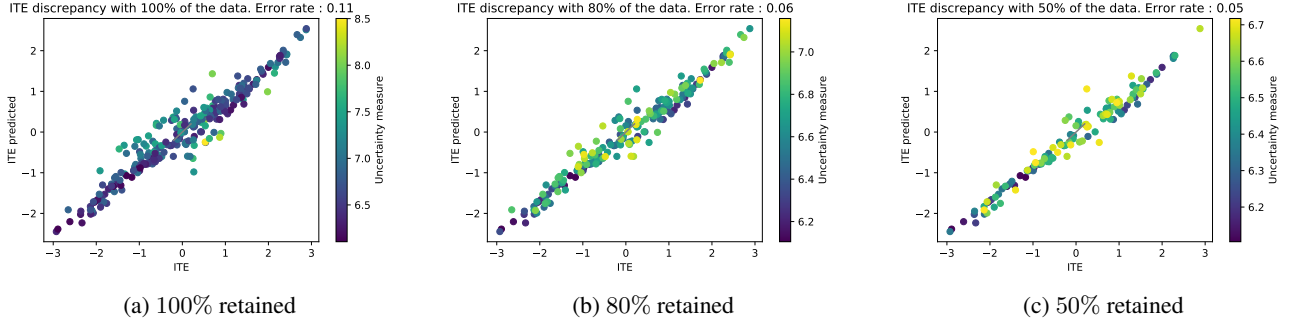 ITE discrepancy with 100% of the data. Error rate : 0.11
ITE predicted
2
1
0
−1
−2
−3 −2 −1 0 1 2 3
ITE
8.5
8.0
7.5
7.0
6.5
Uncertainty measure
(a) 100% retained
ITE discrepancy with 80% of the data. Error rate : 0.06
ITE predicted
2
1
0
−1
−2
−3 −2 −1 0 1 2 3
ITE
7.0
6.8
6.6
6.4
6.2
Uncertainty measure
(b) 80% retained
ITE discrepancy with 50% of the data. Error rate : 0.05
ITE predicted
2
1
0
−1
−2
−3 −2 −1 0 1 2 3
ITE
6.7
6.6
6.5
6.4
6.3
6.2
Uncertainty measure
(c) 50% retained